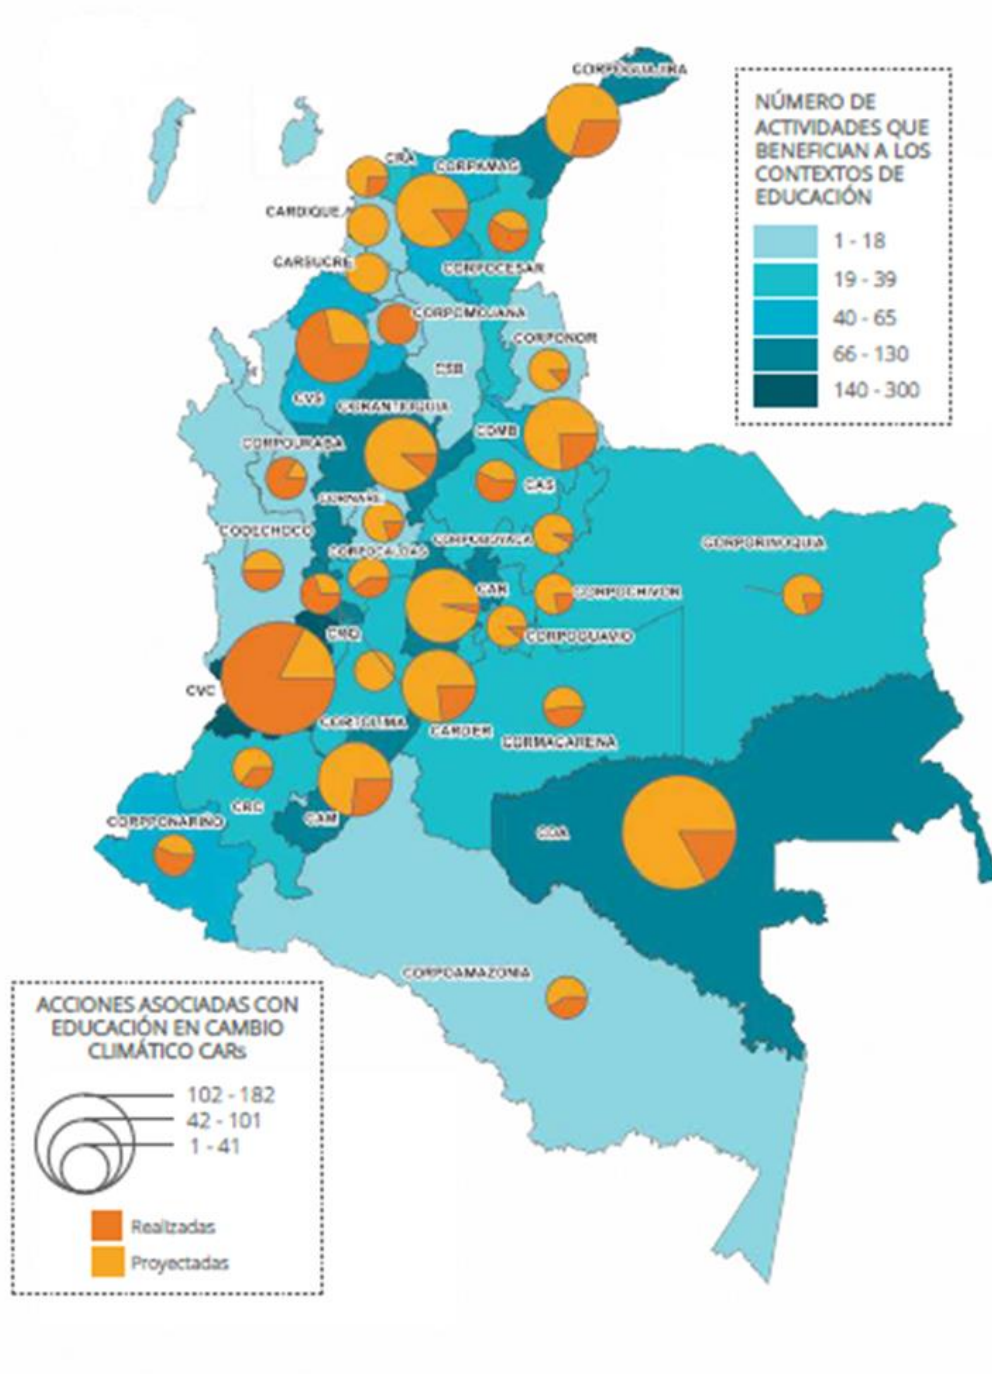 CORPOGUAJIRA
NÚMERO DE
ACTIVIDADES QUE
BENEFICIAN A LOS
CONTEXTOS DE
EDUCACIÓN
1 - 18
19 - 39
40 - 65
66 - 130
140 - 300
CRA
CORPAMAG
CARDIQUE
CARSUCRE
CORPOCESAR
CORPOMOJANA
CORPONOR
CSB
CVS
CORANTIOQUIA
CDMB
CORPOURABA
CAS
CORNARE
CODECHOCO
CORPOBOYACA
CORPOCALDAS
CORPORINOQUIA
CAR
CORPOCHIVOR
CRQ
CORPOGUAVIO
CVC
CORTOLIMA
CARDER
CORMACARENA
CRC
CAM
CORPONARIÑO
CDA
CORPOAMAZONIA
ACCIONES ASOCIADAS CON
EDUCACIÓN EN CAMBIO
CLIMÁTICO CARs
102 - 182
42 - 101
1 - 41
Realizadas
Proyectadas